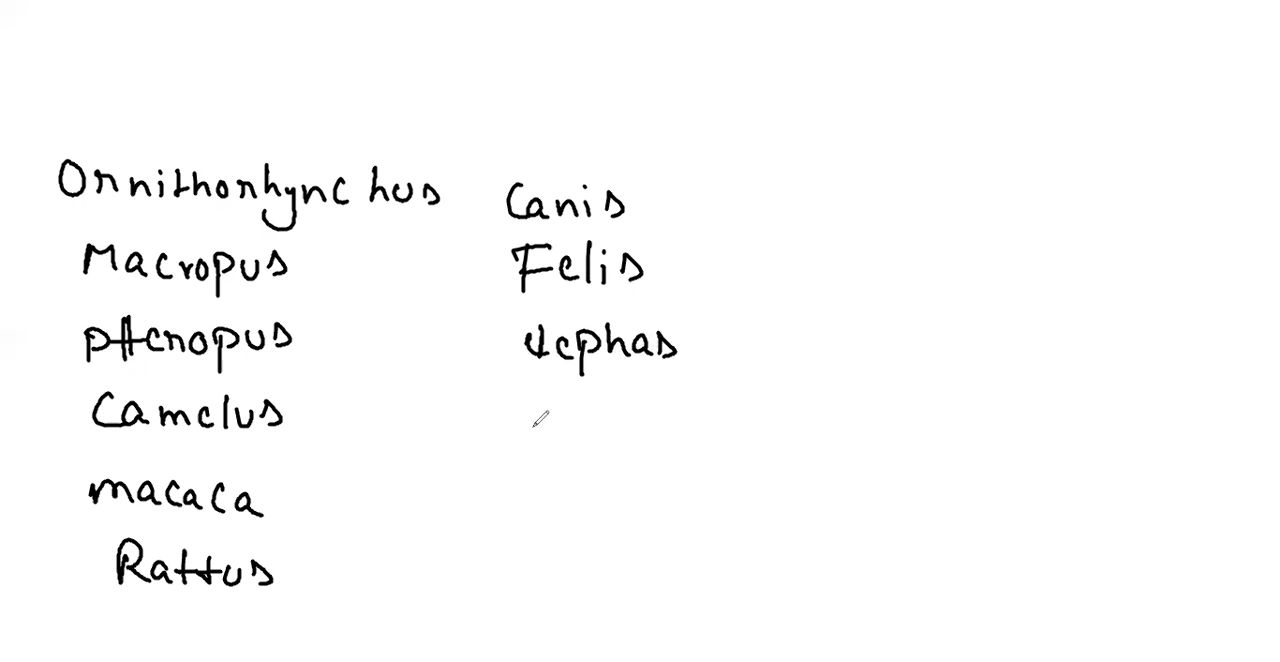 Ornithorhynchus
Macropus
pteropus
Camelus
macaca
Rattus
Canis
Felis
elephas